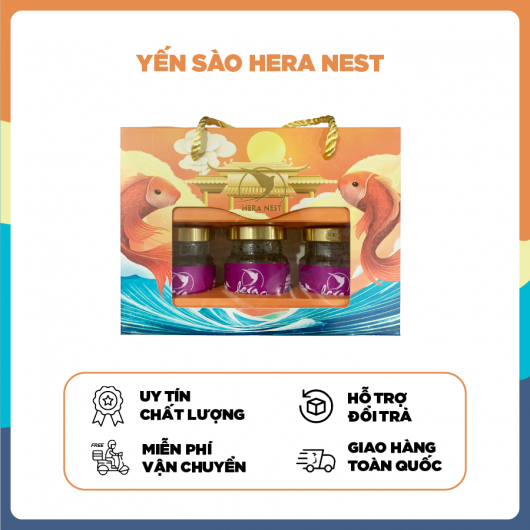 YẾN SÀO HERA NEST
HERA NEST
hera
UY TÍN
CHẤT LƯỢNG
HỖ TRỢ
ĐỔI TRẢ
FREE
MIỄN PHÍ
VẬN CHUYỂN
GIAO HÀNG
TOÀN QUỐC